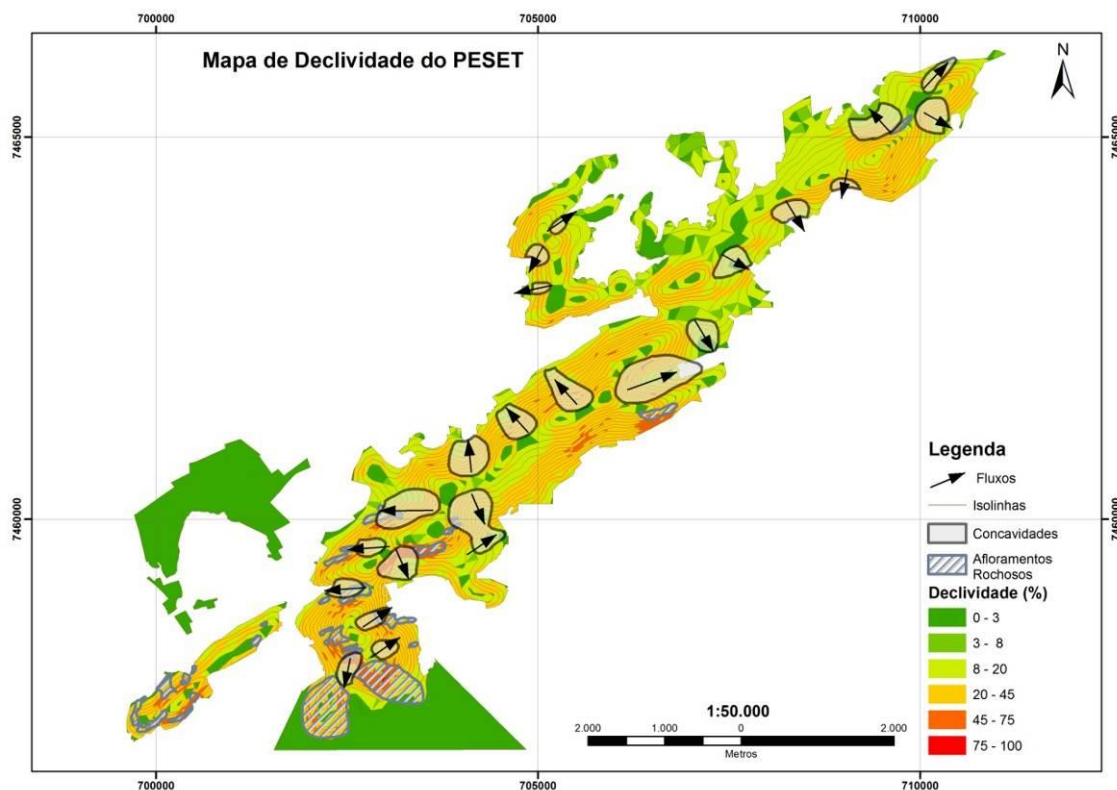 700000
705000
710000
Mapa de Declividade do PESET
N
7465000
7465000
7460000
7460000
Legenda
Fluxos
Isolinhas
Concavidades
Afloramentos
Rochosos
Declividade (%)
0 - 3
3 - 8
8 - 20
20 - 45
45 - 75
75 - 100
1:50.000
2.000 1.000 0 2.000
Metros
700000
705000
710000